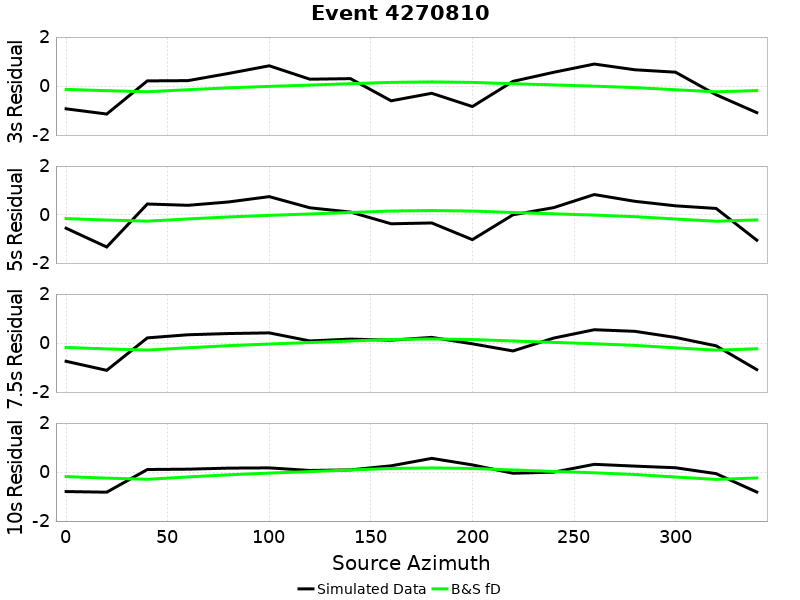 Event 4270810
3s Residual
2
0
-2
5s Residual
2
0
-2
7.5s Residual
2
0
-2
10s Residual
2
0
-2
0 50 100 150 200 250 300
Source Azimuth
Simulated Data B&S fD